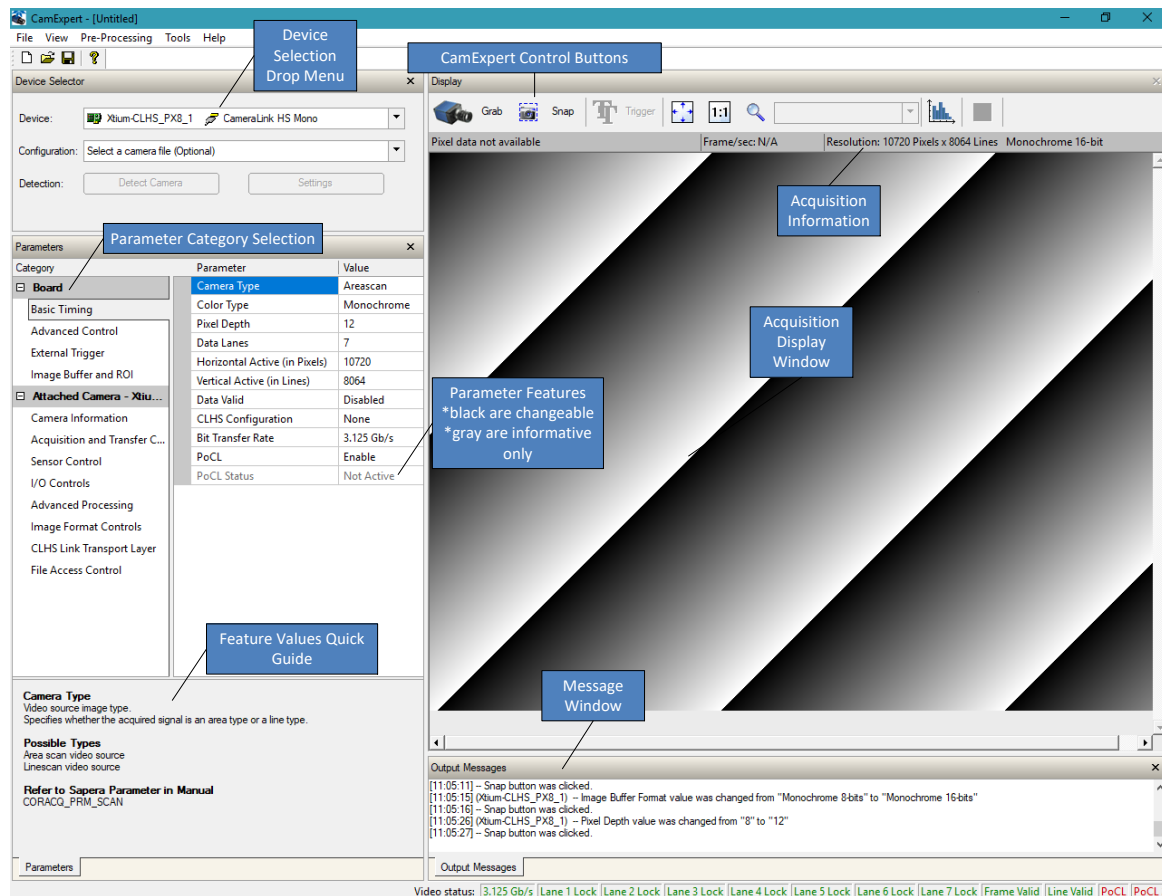 CamExpert - [Untitled]
File View Pre-Processing Tools Help
Device
Selection
Drop Menu
CamExpert Control Buttons
Device Selector
Device: Xtium-CLHS_PX8_1 CameraLink HS Mono
Configuration: Select a camera file (Optional)
Detection: Detect Camera Settings
Display
Grab Snap Trigger 1:1
Pixel data not available Frame/sec: N/A Resolution: 10720 Pixels x 8064 Lines Monochrome 16-bit
Acquisition
Information
Parameter Category Selection
Parameters
Category Parameter Value
Board
Basic Timing
Advanced Control
External Trigger
Image Buffer and ROI
Attached Camera - Xtiu...
Camera Information
Acquisition and Transfer C...
Sensor Control
I/O Controls
Advanced Processing
Image Format Controls
CLHS Link Transport Layer
File Access Control
Camera Type Areascan
Color Type Monochrome
Pixel Depth 12
Data Lanes 7
Horizontal Active (in Pixels) 10720
Vertical Active (in Lines) 8064
Data Valid Disabled
CLHS Configuration None
Bit Transfer Rate 3.125 Gb/s
PoCL Enable
PoCL Status Not Active
Acquisition
Display
Window
Parameter Features
*black are changeable
*gray are informative
only
Feature Values Quick
Guide
Camera Type
Video source image type.
Specifies whether the acquired signal is an area type or a line type.
Possible Types
Area scan video source
Linescan video source
Refer to Sapera Parameter in Manual
CORACQ_PRM_SCAN
Parameters
Message
Window
Output Messages
[11:05:11] -- Snap button was clicked.
[11:05:15] (Xtium-CLHS_PX8_1) -- Image Buffer Format value was changed from "Monochrome 8-bits" to "Monochrome 16-bits"
[11:05:16] -- Snap button was clicked.
[11:05:26] (Xtium-CLHS_PX8_1) -- Pixel Depth value was changed from "8" to "12"
[11:05:27] -- Snap button was clicked.
Output Messages
Video status: 3.125 Gb/s Lane 1 Lock Lane 2 Lock Lane 3 Lock Lane 4 Lock Lane 5 Lock Lane 6 Lock Lane 7 Lock Frame Valid Line Valid PoCL PoCL